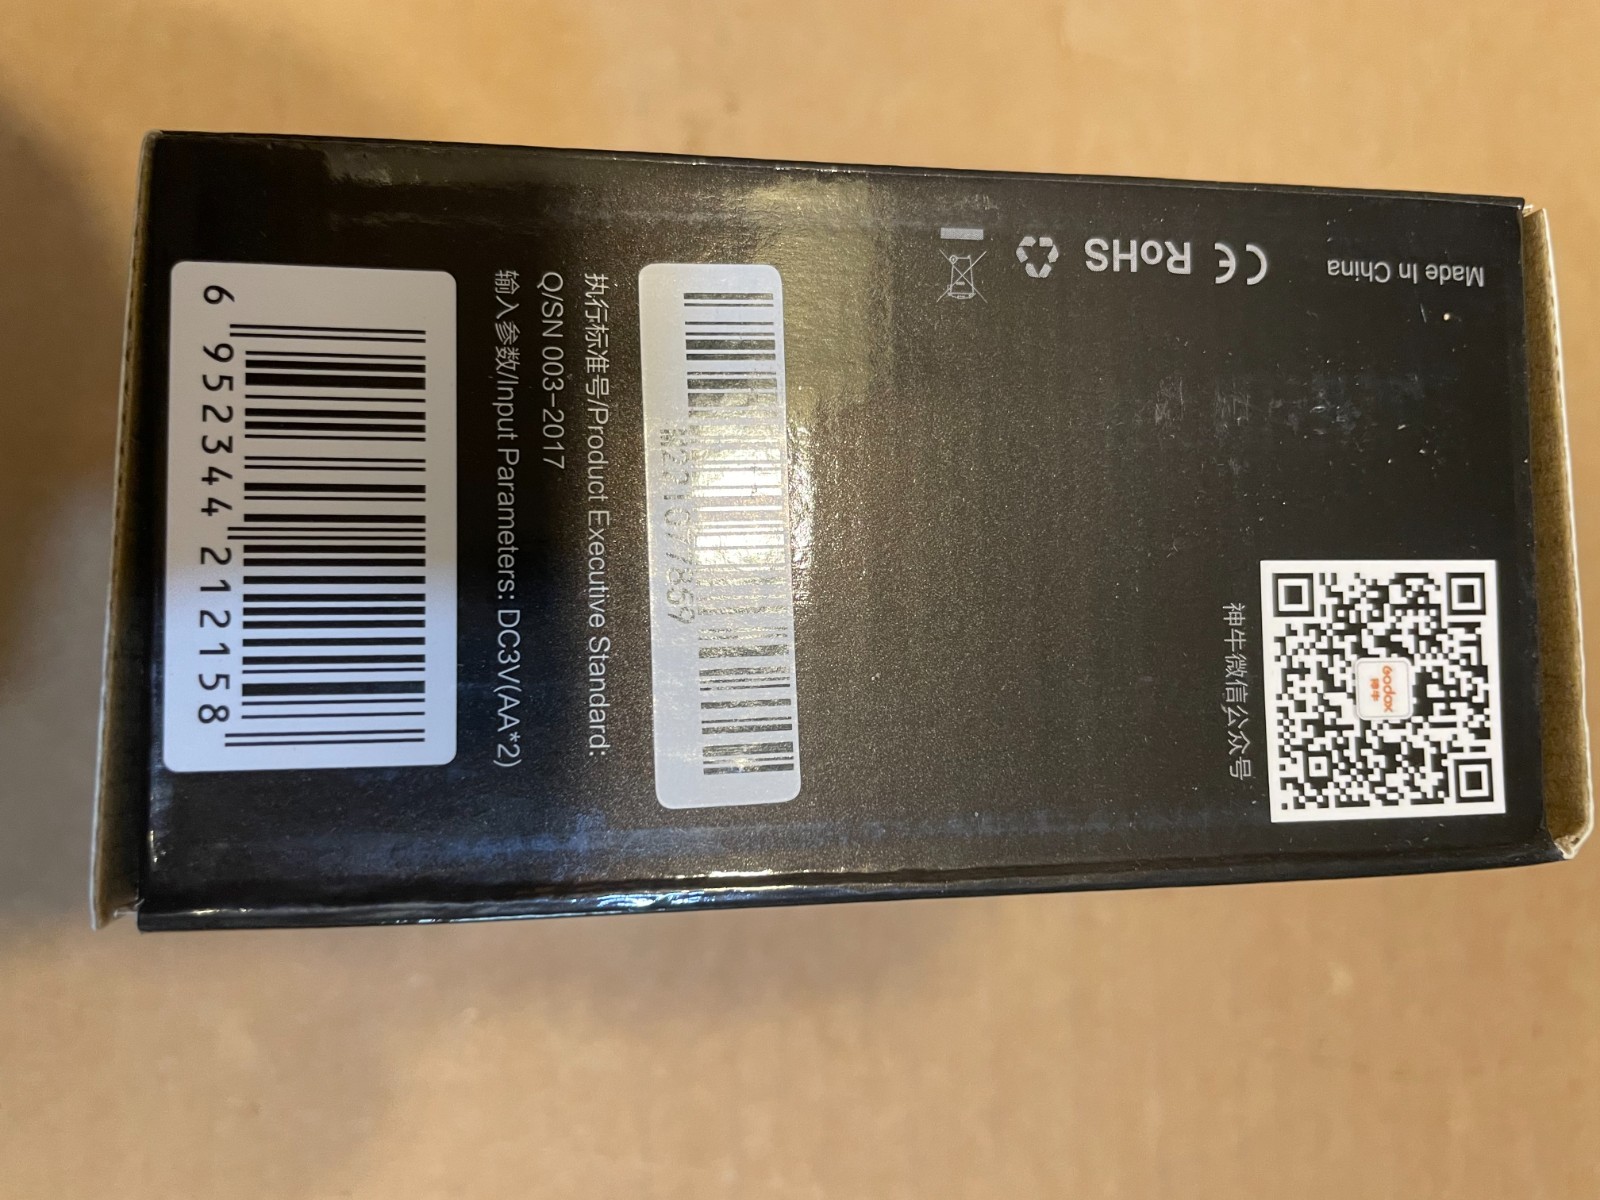 6 952344 212158
输入参数/Input Parameters: DC3V(AA*2)
Q/SN 003-2017
执行标准号/Product Executive Standard:
CE RoHS
Made In China
神牛微信公众号
Godox
神牛